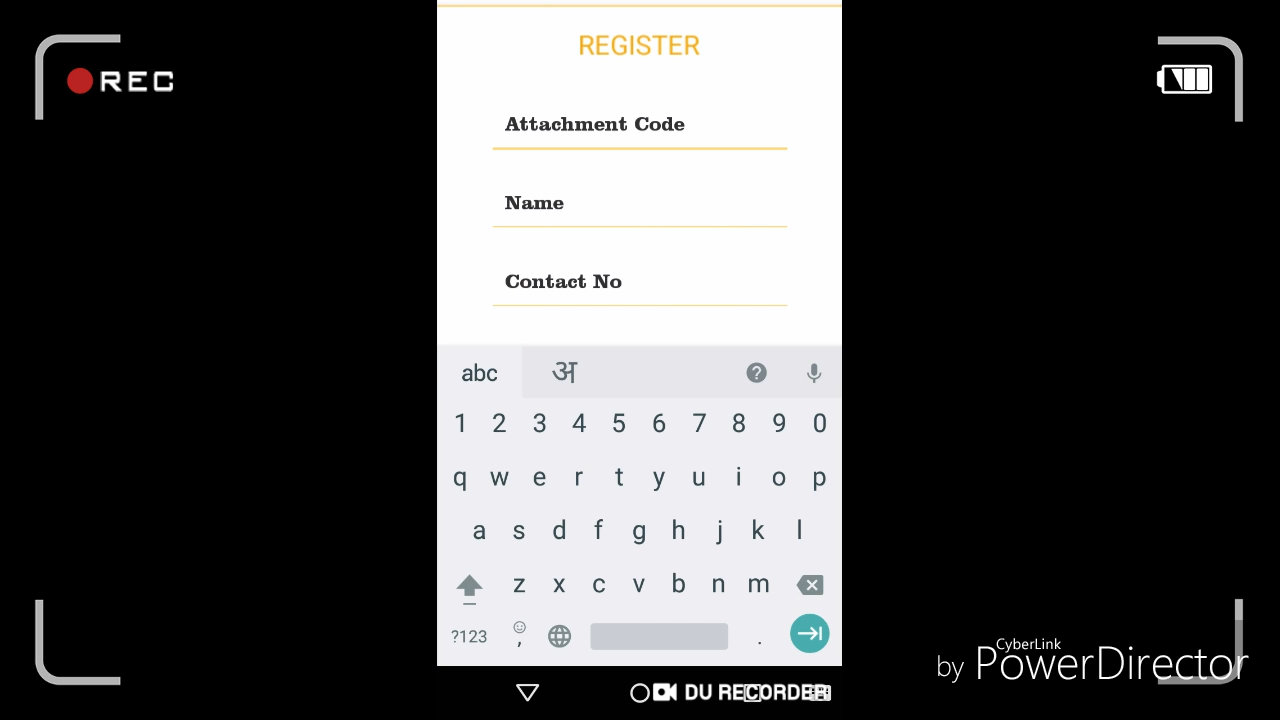 REC
REGISTER
Attachment Code
Name
Contact No
abc अ ?
1 2 3 4 5 6 7 8 9 0
q w e r t y u i o p
a s d f g h j k l
z x c v b n m
?123 , .
DU RECORDER
by CyberLink PowerDirector